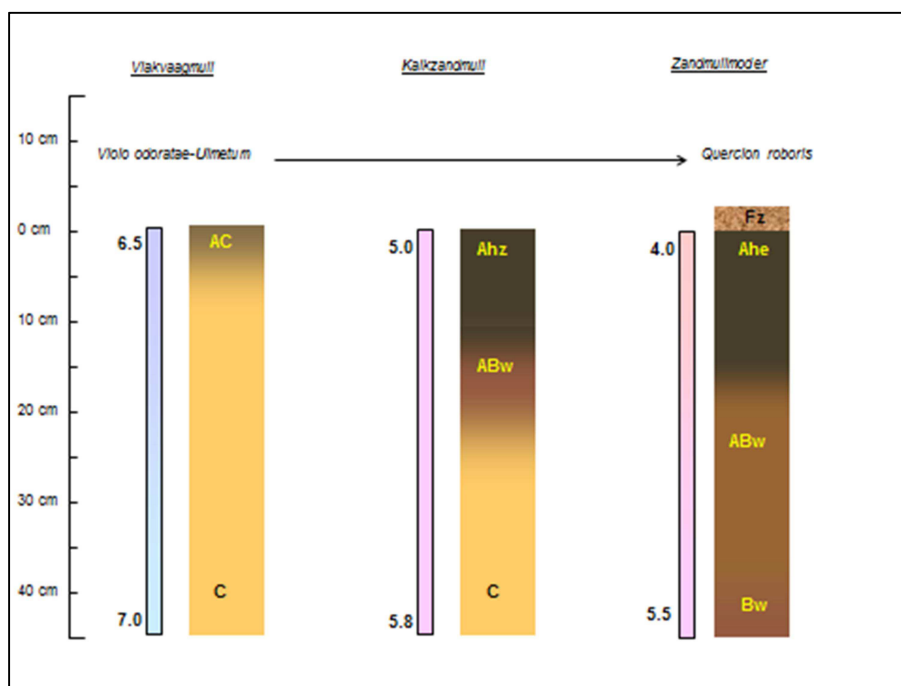 Vlakvaagmull Kalkzandmull Zandmullmoder
10 cm
Violo odoratae-Ulmetum Quercion roboris
Fz
0 cm
6.5 AC 5.0 Ahz 4.0 Ahe
10 cm
ABw
20 cm
ABw
30 cm
40 cm C C Bw
7.0 5.8 5.5